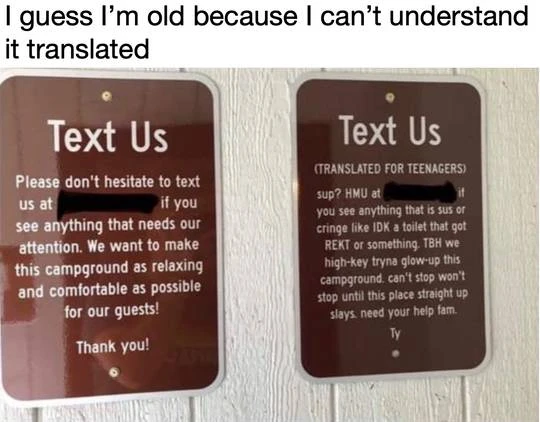 I guess I'm old because I can't understand
it translated
Text Us
Please don't hesitate to text
us at if you
see anything that needs our
attention. We want to make
this campground as relaxing
and comfortable as possible
for our guests!
Thank you!
Text Us
(TRANSLATED FOR TEENAGERS)
sup? HMU at if
you see anything that is sus or
cringe like IDK a toilet that got
REKT or something. TBH we
high-key tryna glow-up this
campground. can't stop won't
stop until this place straight up
slays. need your help fam.
Ty